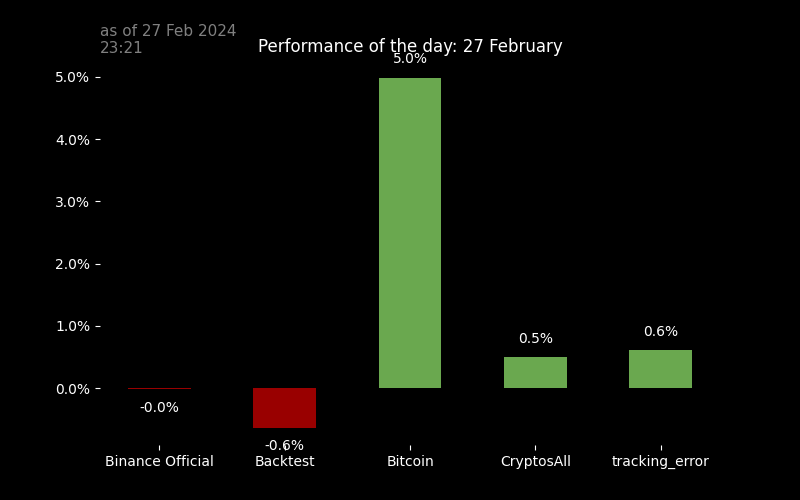 as of 27 Feb 2024
23:21
Performance of the day: 27 February
5.0%
5.0%
4.0%
3.0%
2.0%
1.0%
0.6%
0.5%
0.0%
-0.0%
-0.6%
Binance Official
Backtest
Bitcoin
CryptosAll
tracking_error